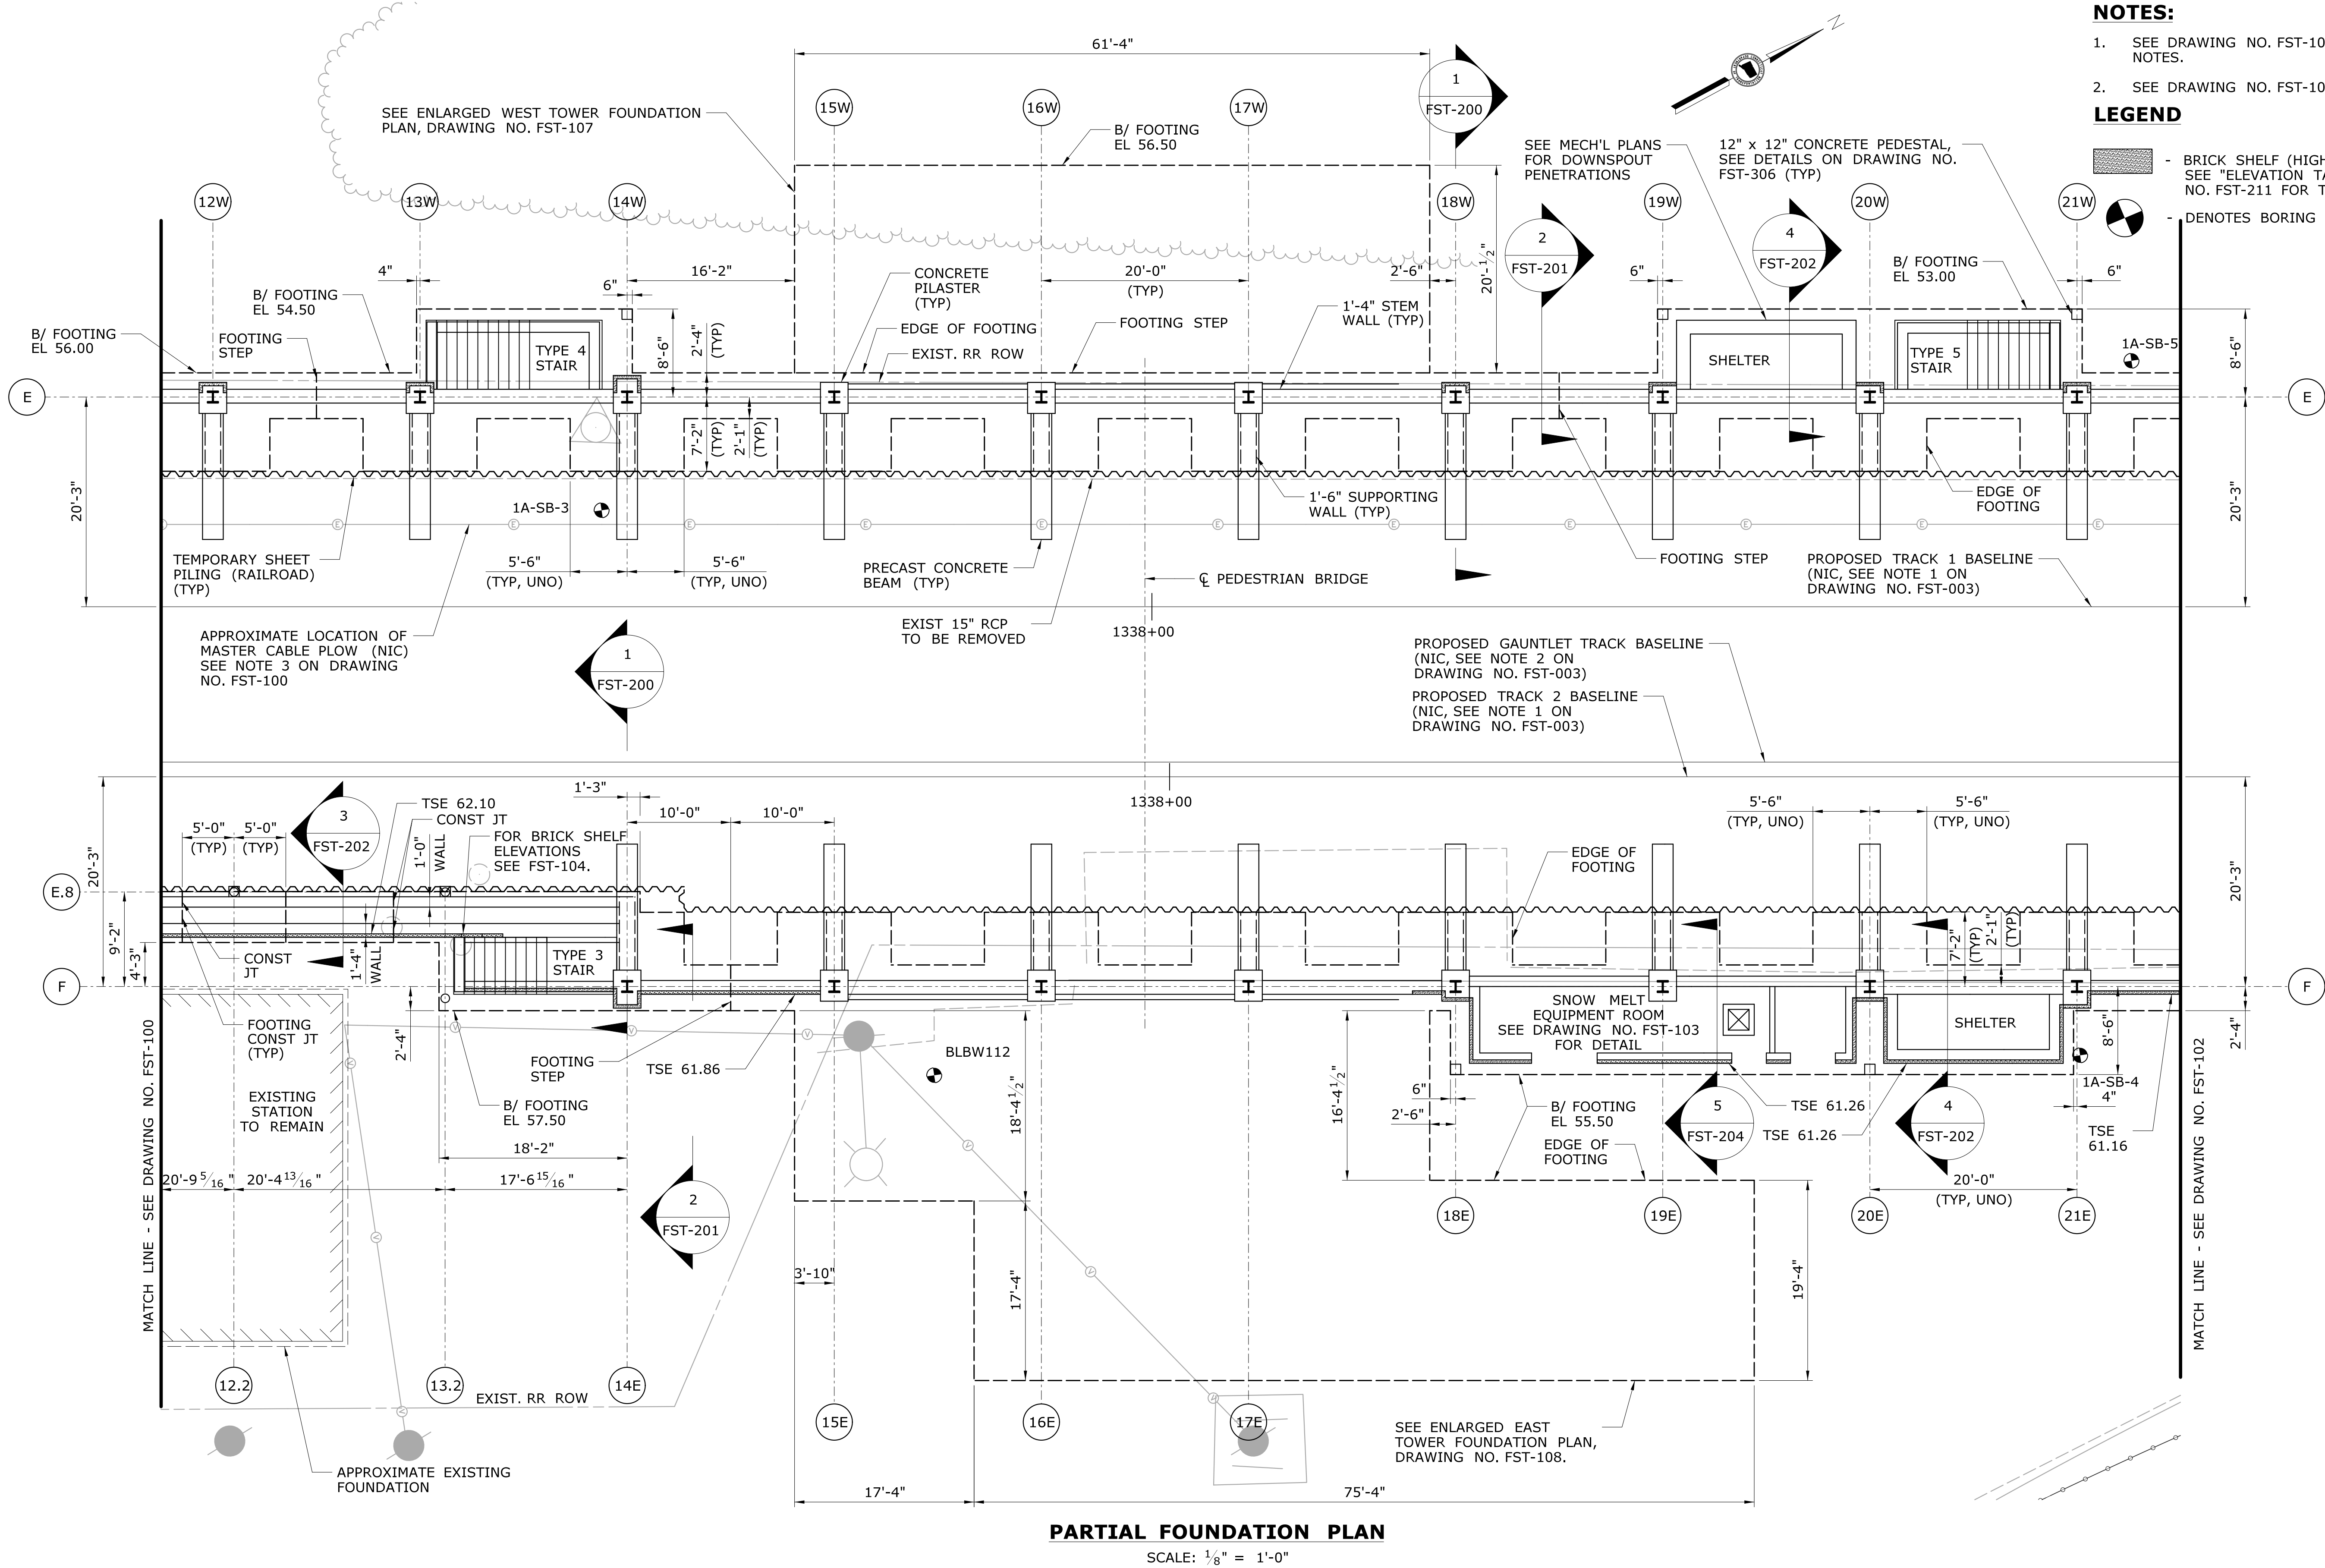 NOTES:
1. SEE DRAWING NO. FST-10
NOTES.
2. SEE DRAWING NO. FST-10
LEGEND
- BRICK SHELF (HIGH
SEE "ELEVATION TA
NO. FST-211 FOR T
- DENOTES BORING
N
61'-4"
SEE ENLARGED WEST TOWER FOUNDATION
PLAN, DRAWING NO. FST-107
15W
16W
17W
1
FST-200
B/ FOOTING
EL 56.50
SEE MECH'L PLANS
FOR DOWNSPOUT
PENETRATIONS
12" x 12" CONCRETE PEDESTAL,
SEE DETAILS ON DRAWING NO.
FST-306 (TYP)
12W
13W
14W
18W
19W
20W
21W
2
FST-201
4
FST-202
20'-1/2"
4"
6"
16'-2"
CONCRETE
PILASTER
(TYP)
20'-0"
(TYP)
2'-6"
6"
B/ FOOTING
EL 53.00
6"
B/ FOOTING
EL 54.50
B/ FOOTING
EL 56.00
FOOTING
STEP
TYPE 4
STAIR
8'-6"
2'-4"
(TYP)
EDGE OF FOOTING
EXIST. RR ROW
FOOTING STEP
1'-4" STEM
WALL (TYP)
SHELTER
TYPE 5
STAIR
1A-SB-5
8'-6"
E
E
7'-2"
(TYP)
2'-1"
(TYP)
20'-3"
1A-SB-3
1'-6" SUPPORTING
WALL (TYP)
EDGE OF
FOOTING
20'-3"
E
E
E
E
E
E
E
E
E
E
E
TEMPORARY SHEET
PILING (RAILROAD)
(TYP)
5'-6"
(TYP, UNO)
5'-6"
(TYP, UNO)
PRECAST CONCRETE
BEAM (TYP)
℄ PEDESTRIAN BRIDGE
FOOTING STEP
PROPOSED TRACK 1 BASELINE
(NIC, SEE NOTE 1 ON
DRAWING NO. FST-003)
APPROXIMATE LOCATION OF
MASTER CABLE PLOW (NIC)
SEE NOTE 3 ON DRAWING
NO. FST-100
1
FST-200
EXIST 15" RCP
TO BE REMOVED
1338+00
PROPOSED GAUNTLET TRACK BASELINE
(NIC, SEE NOTE 2 ON
DRAWING NO. FST-003)
PROPOSED TRACK 2 BASELINE
(NIC, SEE NOTE 1 ON
DRAWING NO. FST-003)
1338+00
20'-3"
5'-0"
(TYP)
5'-0"
(TYP)
3
FST-202
TSE 62.10
CONST JT
1'-0"
WALL
FOR BRICK SHELF
ELEVATIONS
SEE FST-104.
1'-3"
10'-0"
10'-0"
5'-6"
(TYP, UNO)
5'-6"
(TYP, UNO)
EDGE OF
FOOTING
20'-3"
E.8
9'-2"
4'-3"
CONST
JT
1'-4"
WALL
TYPE 3
STAIR
7'-2"
(TYP)
2'-1"
(TYP)
F
F
FOOTING
CONST JT
(TYP)
2'-4"
FOOTING
STEP
TSE 61.86
BLBW112
SNOW MELT
EQUIPMENT ROOM
SEE DRAWING NO. FST-103
FOR DETAIL
SHELTER
8'-6"
2'-4"
1A-SB-4
4"
TSE
61.16
EXISTING
STATION
TO REMAIN
B/ FOOTING
EL 57.50
18'-2"
18'-4 1/2"
16'-4 1/2"
6"
2'-6"
B/ FOOTING
EL 55.50
EDGE OF
FOOTING
5
FST-204
TSE 61.26
TSE 61.26
4
FST-202
V
V
V
V
V
V
V
V
V
V
20'-9 5/16"
20'-4 13/16"
17'-6 15/16"
2
FST-201
18E
19E
20E
21E
20'-0"
(TYP, UNO)
3'-10"
17'-4"
19'-4"
MATCH LINE - SEE DRAWING NO. FST-100
MATCH LINE - SEE DRAWING NO. FST-102
12.2
13.2
14E
15E
16E
17E
EXIST. RR ROW
SEE ENLARGED EAST
TOWER FOUNDATION PLAN,
DRAWING NO. FST-108.
APPROXIMATE EXISTING
FOUNDATION
17'-4"
75'-4"
PARTIAL FOUNDATION PLAN
SCALE: 1/8" = 1'-0"